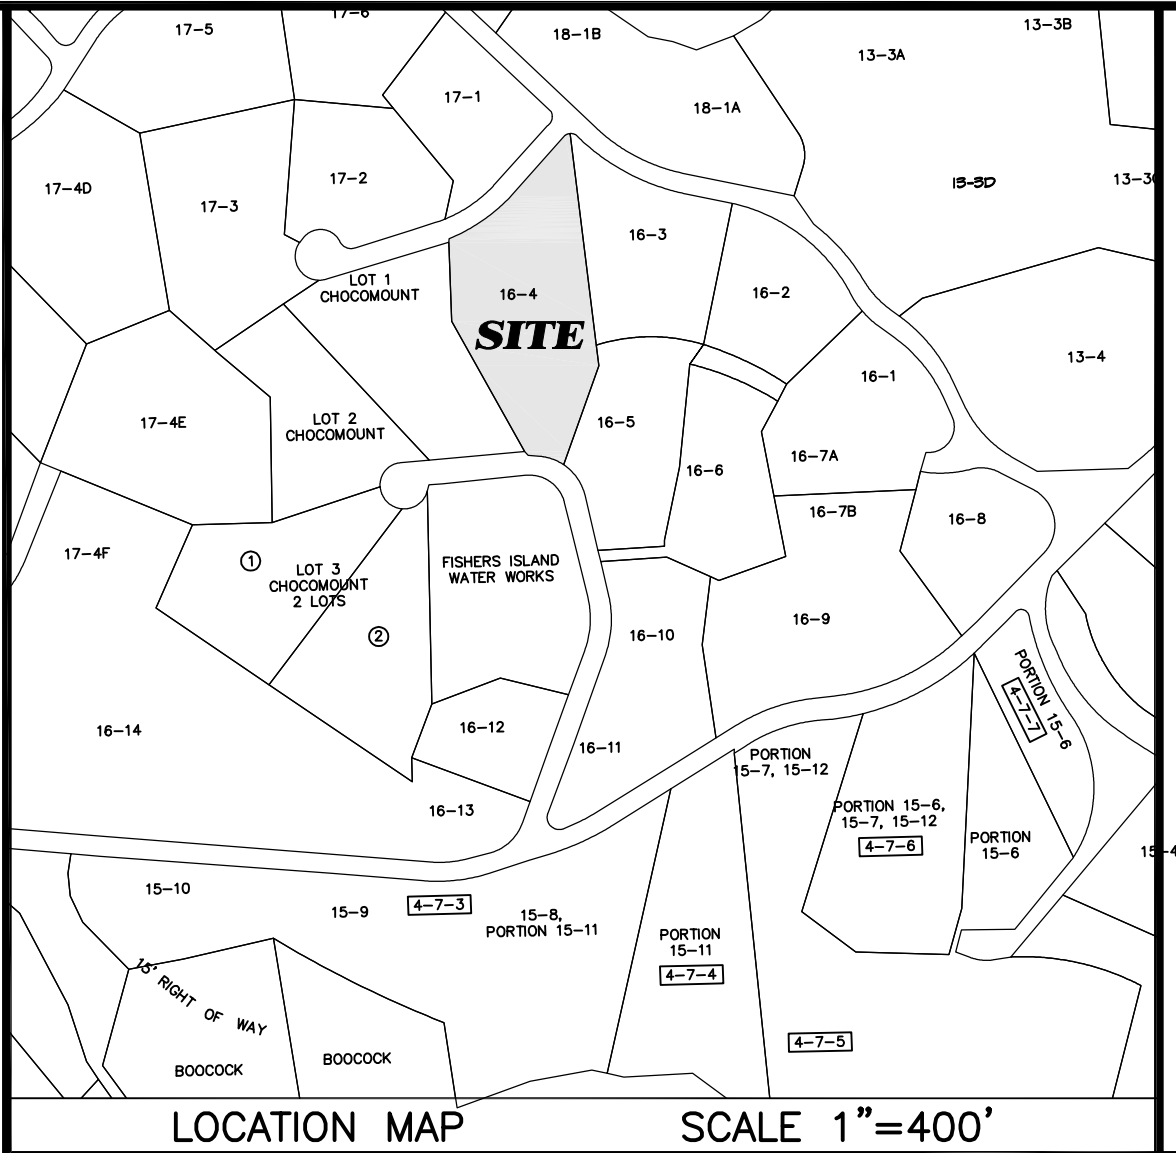 17-6
17-5
18-1B
13-3B
13-3A
17-1
18-1A
17-4D
17-2
13-3D
13-3
17-3
16-3
LOT 1
CHOCOMOUNT
16-4
16-2
SITE
13-4
16-1
17-4E
LOT 2
CHOCOMOUNT
16-5
16-7A
16-6
16-7B
16-8
17-4F
1
LOT 3
CHOCOMOUNT
2 LOTS
FISHERS ISLAND
WATER WORKS
2
16-10
16-9
PORTION 15-6
4-7-7
16-14
16-12
16-11
PORTION
15-7, 15-12
16-13
PORTION 15-6,
15-7, 15-12
4-7-6
PORTION
15-6
15-4
15-10
15-9
4-7-3
15-8,
PORTION 15-11
PORTION
15-11
4-7-4
15' RIGHT OF WAY
4-7-5
BOOCOCK
BOOCOCK
LOCATION MAP
SCALE 1"=400'